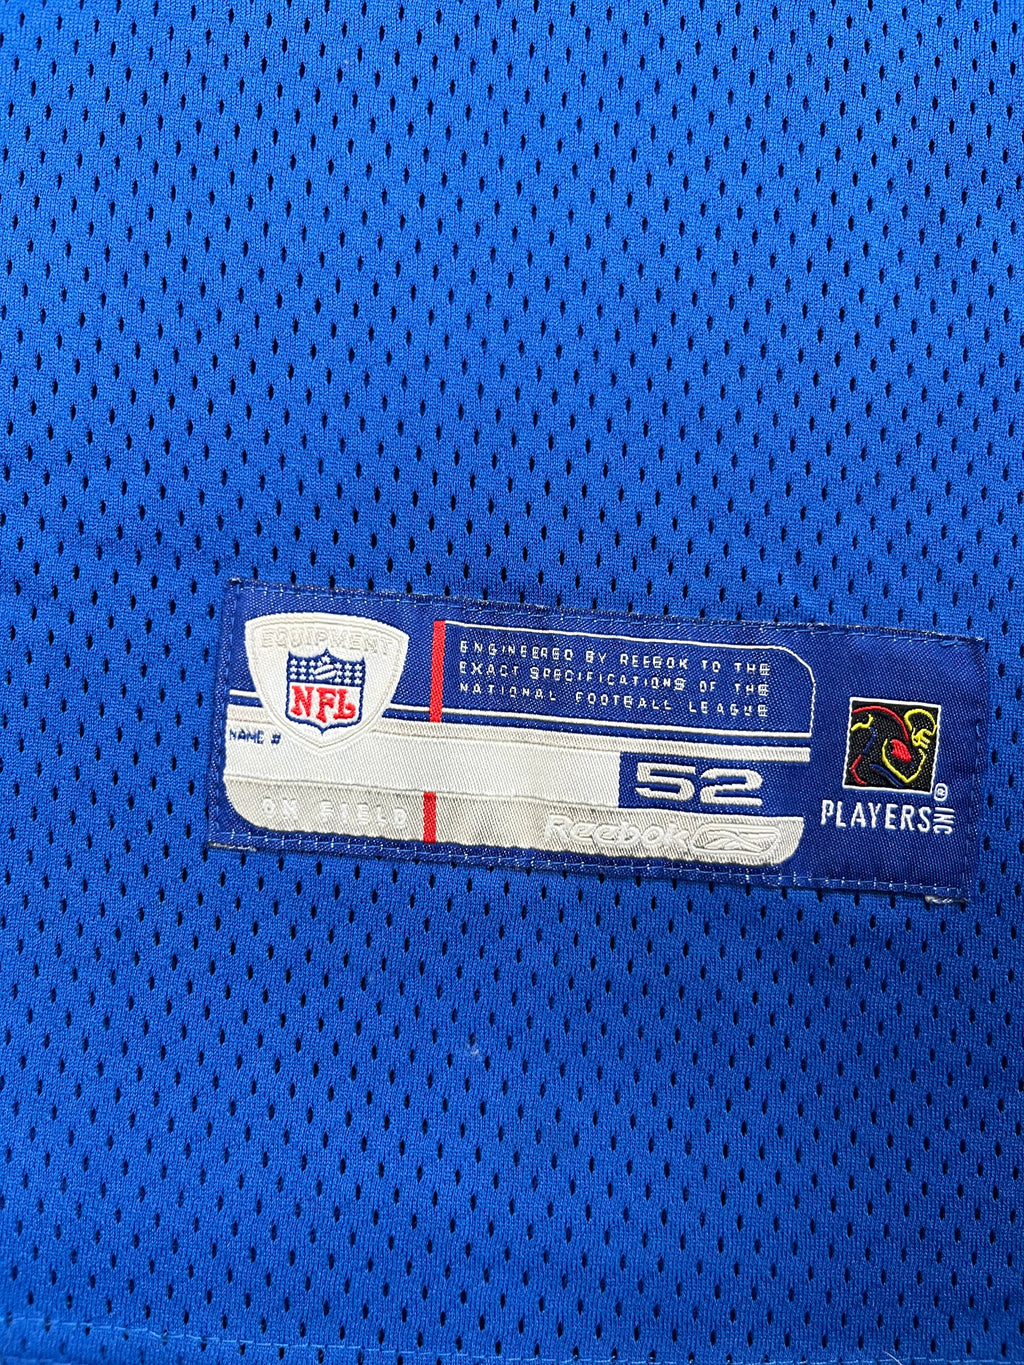 EQUIPMENT
NFL
ENGINEERED BY REEBOK TO THE
EXACT SPECIFICATIONS OF THE
NATIONAL FOOTBALL LEAGUE
NAME #
52
ON FIELD
Reebok
PLAYERS INC ®